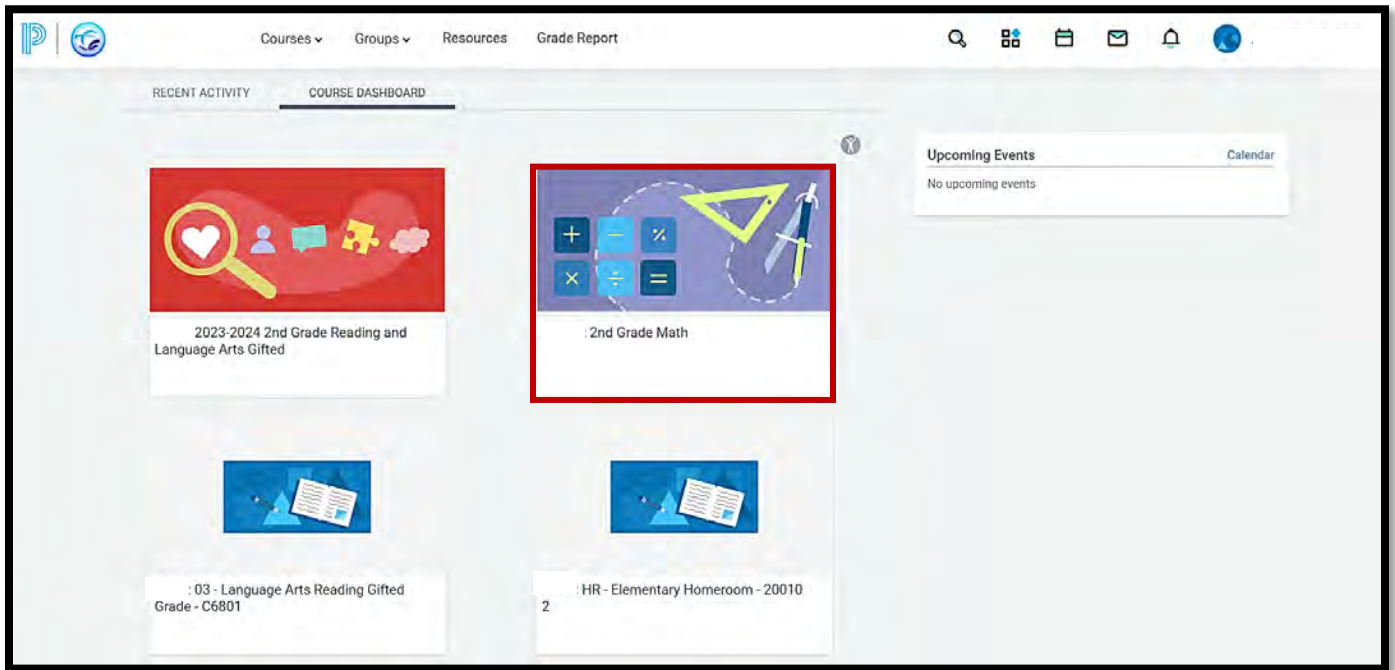 Courses Groups Resources Grade Report
RECENT ACTIVITY COURSE DASHBOARD
Upcoming Events Calendar
No upcoming events
+ − %
× ÷ =
2023-2024 2nd Grade Reading and
Language Arts Gifted
: 2nd Grade Math
: 03 - Language Arts Reading Gifted
Grade - C6801
: HR - Elementary Homeroom - 20010
2